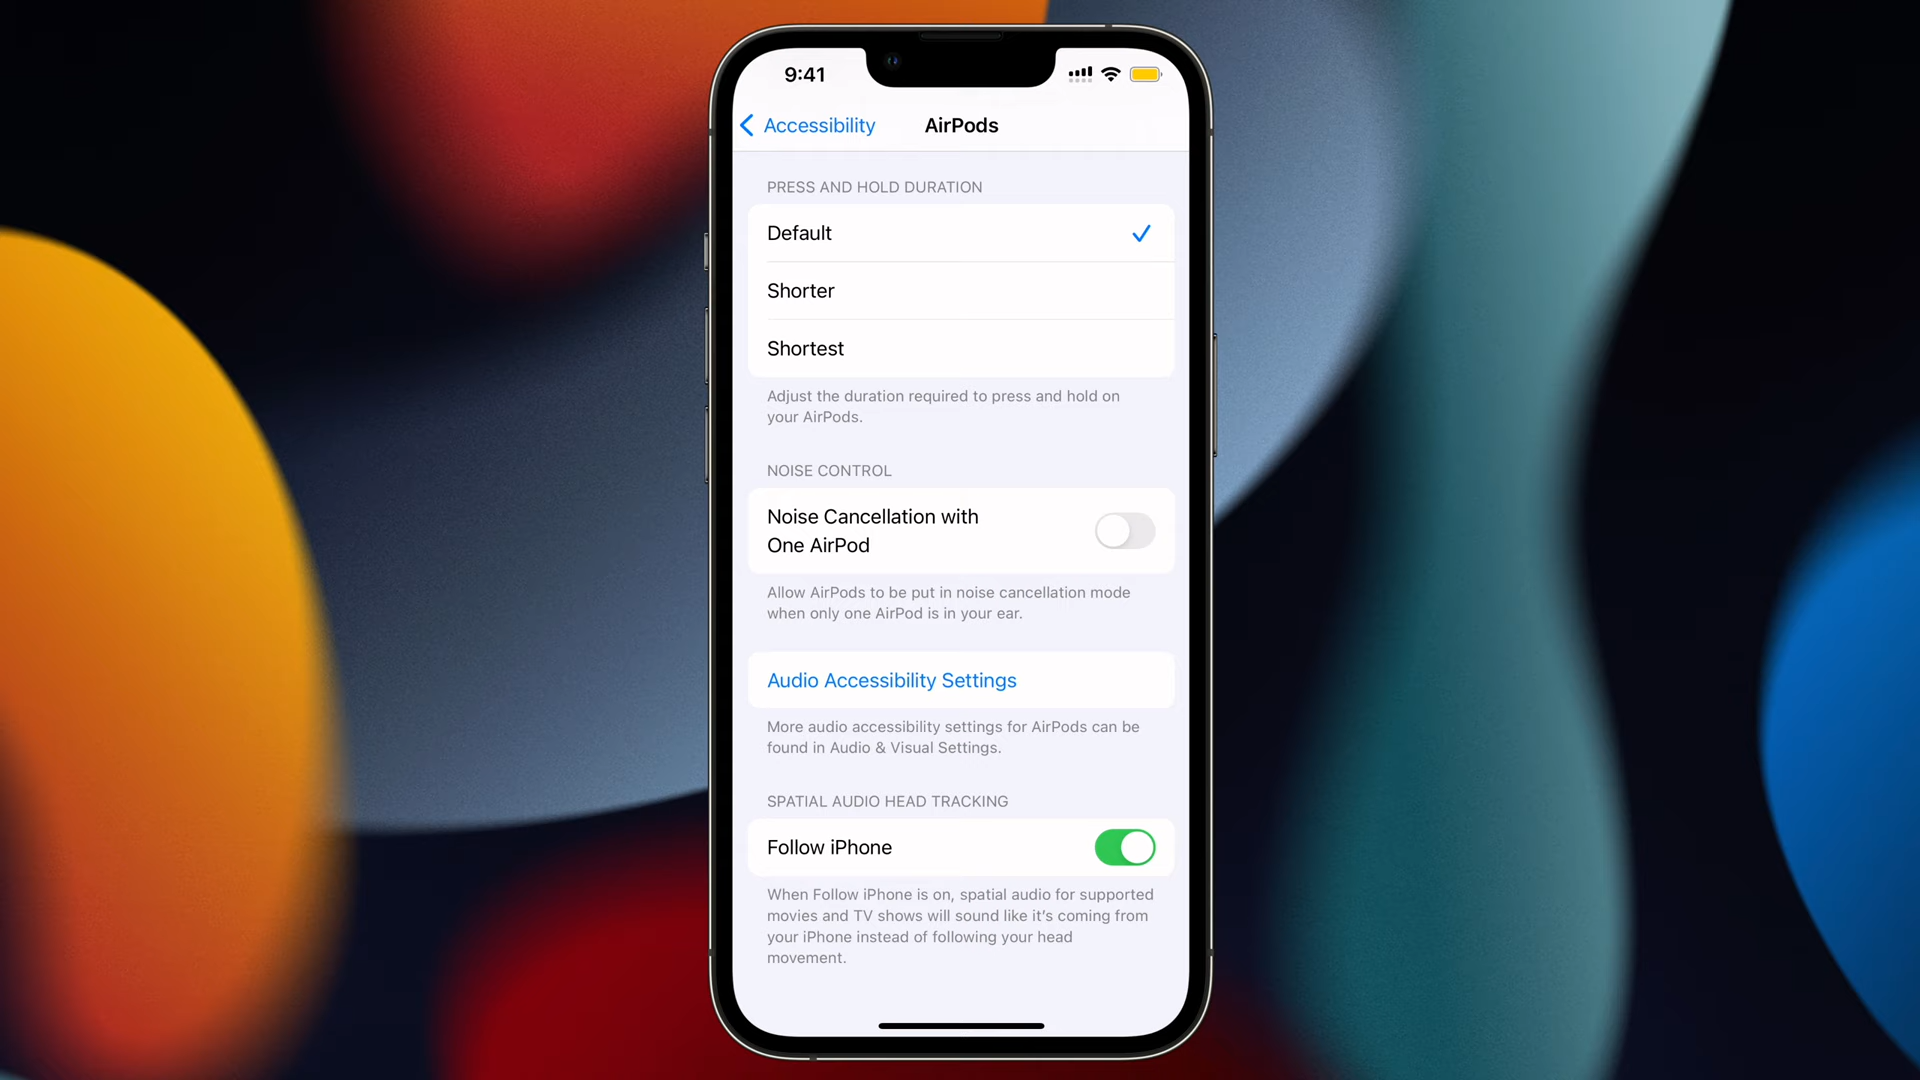 9:41
Accessibility
AirPods
PRESS AND HOLD DURATION
Default
Shorter
Shortest
Adjust the duration required to press and hold on
your AirPods.
NOISE CONTROL
Noise Cancellation with
One AirPod
Allow AirPods to be put in noise cancellation mode
when only one AirPod is in your ear.
Audio Accessibility Settings
More audio accessibility settings for AirPods can be
found in Audio & Visual Settings.
SPATIAL AUDIO HEAD TRACKING
Follow iPhone
When Follow iPhone is on, spatial audio for supported
movies and TV shows will sound like it's coming from
your iPhone instead of following your head
movement.